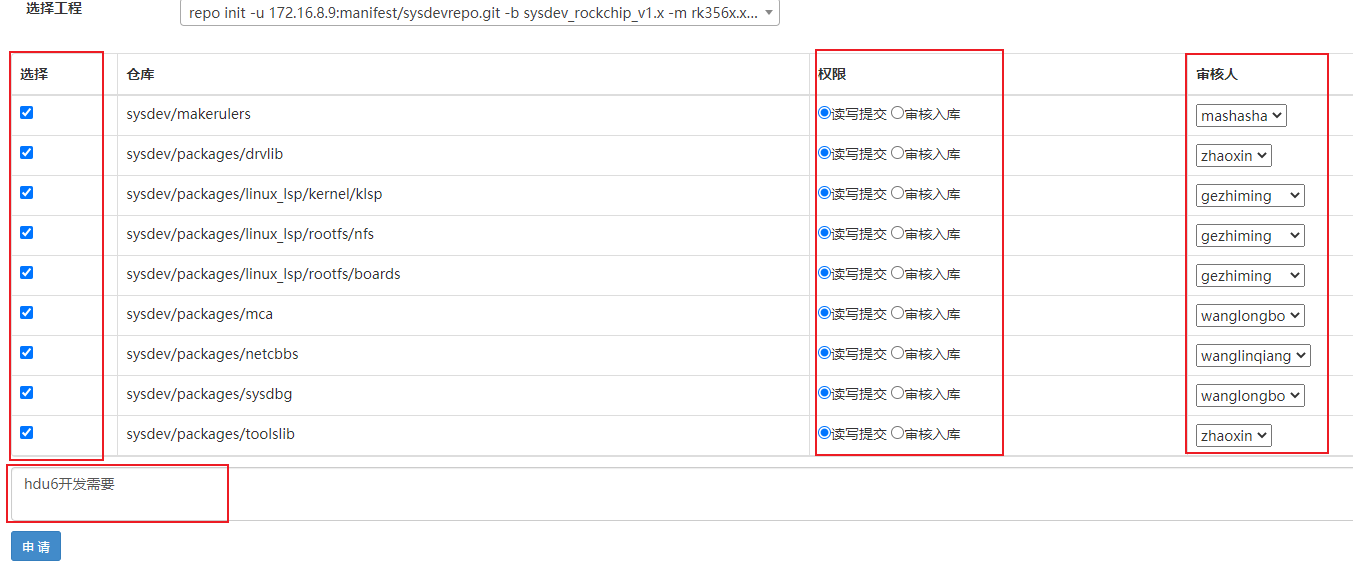 选择工程
repo init -u 172.16.8.9:manifest/sysdevrepo.git -b sysdev_rockchip_v1.x -m rk356x.x...
选择 仓库 权限 审核人
sysdev/makerulers 读写提交 审核入库 mashasha
sysdev/packages/drvlib 读写提交 审核入库 zhaoxin
sysdev/packages/linux_lsp/kernel/klsp 读写提交 审核入库 gezhiming
sysdev/packages/linux_lsp/rootfs/nfs 读写提交 审核入库 gezhiming
sysdev/packages/linux_lsp/rootfs/boards 读写提交 审核入库 gezhiming
sysdev/packages/mca 读写提交 审核入库 wanglongbo
sysdev/packages/netcbbs 读写提交 审核入库 wanglinqiang
sysdev/packages/sysdbg 读写提交 审核入库 wanglongbo
sysdev/packages/toolslib 读写提交 审核入库 zhaoxin
hdu6开发需要
申 请